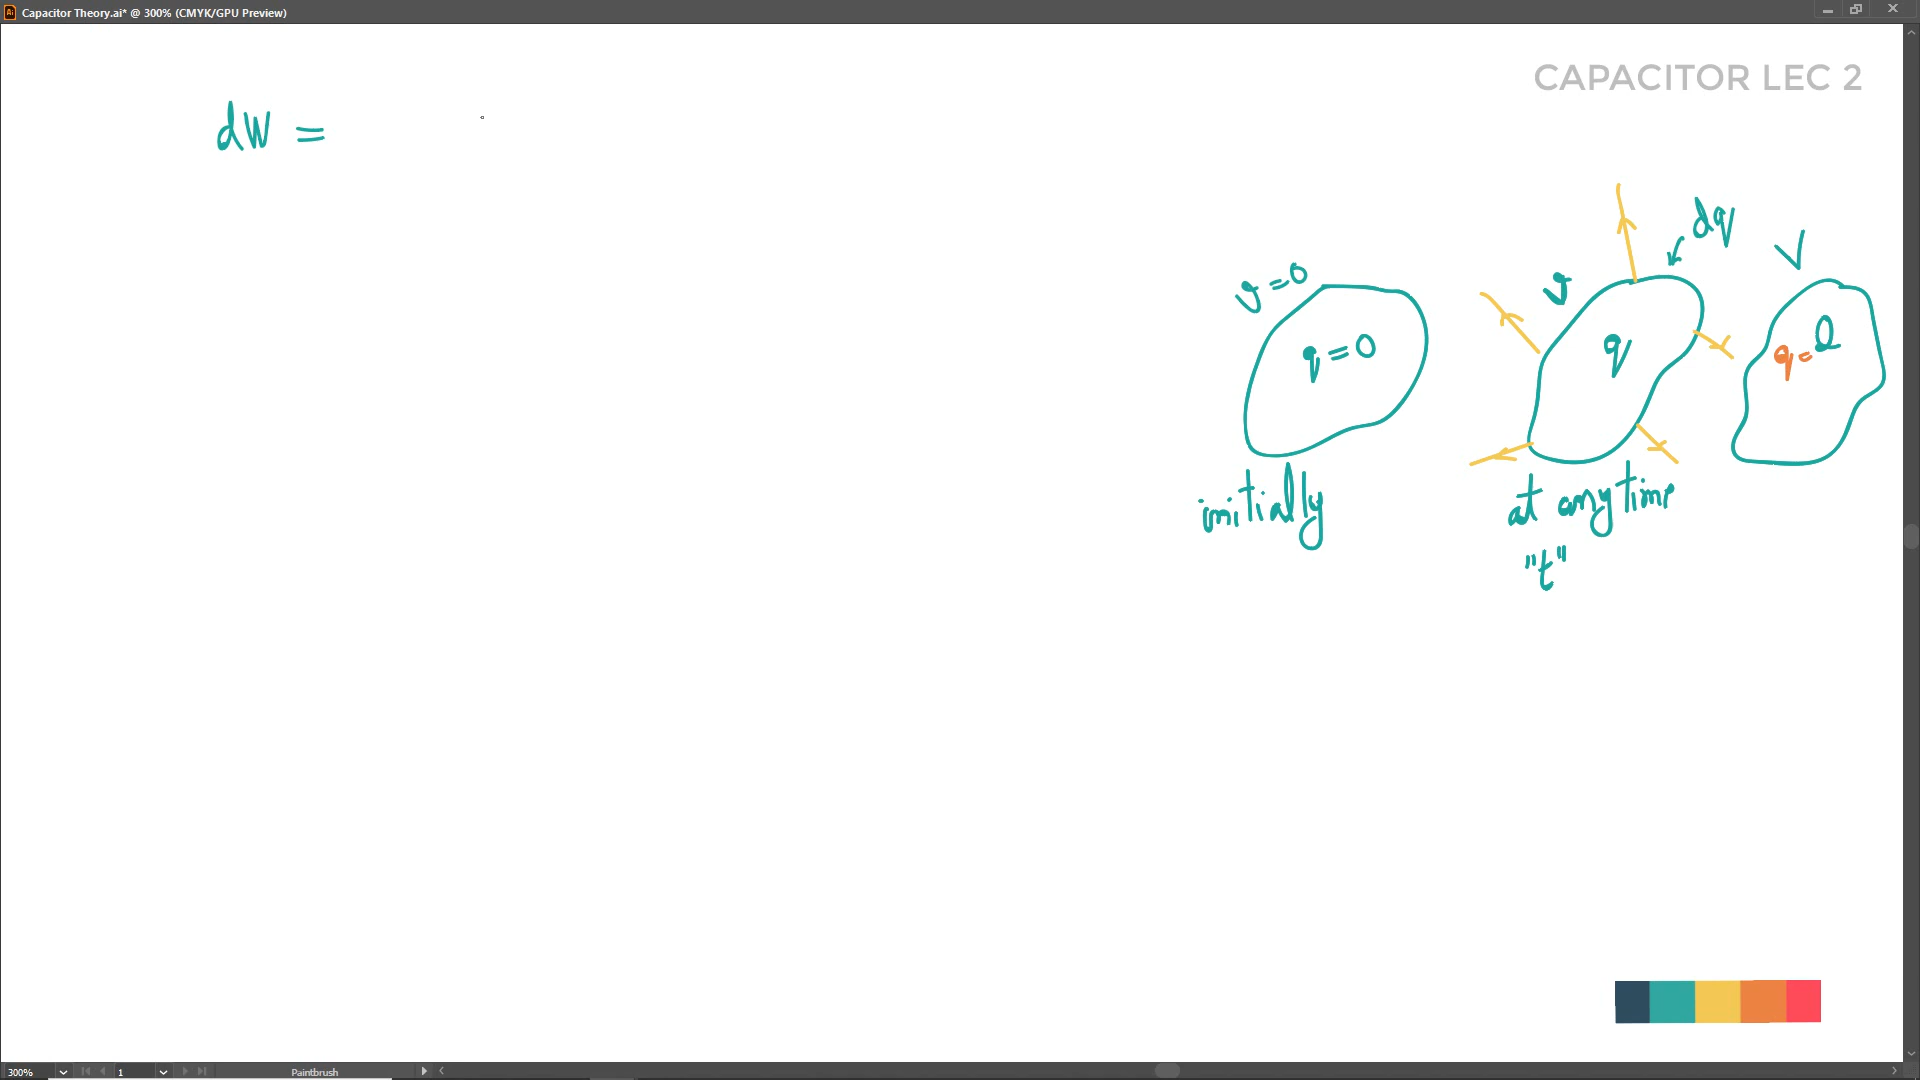 Capacitor Theory.ai* @ 300% (CMYK/GPU Preview)
CAPACITOR LEC 2
dW =
v = 0
q = 0
initially
v
dq
q
at any time
"t"
V
q = Q
300%
1
Paintbrush